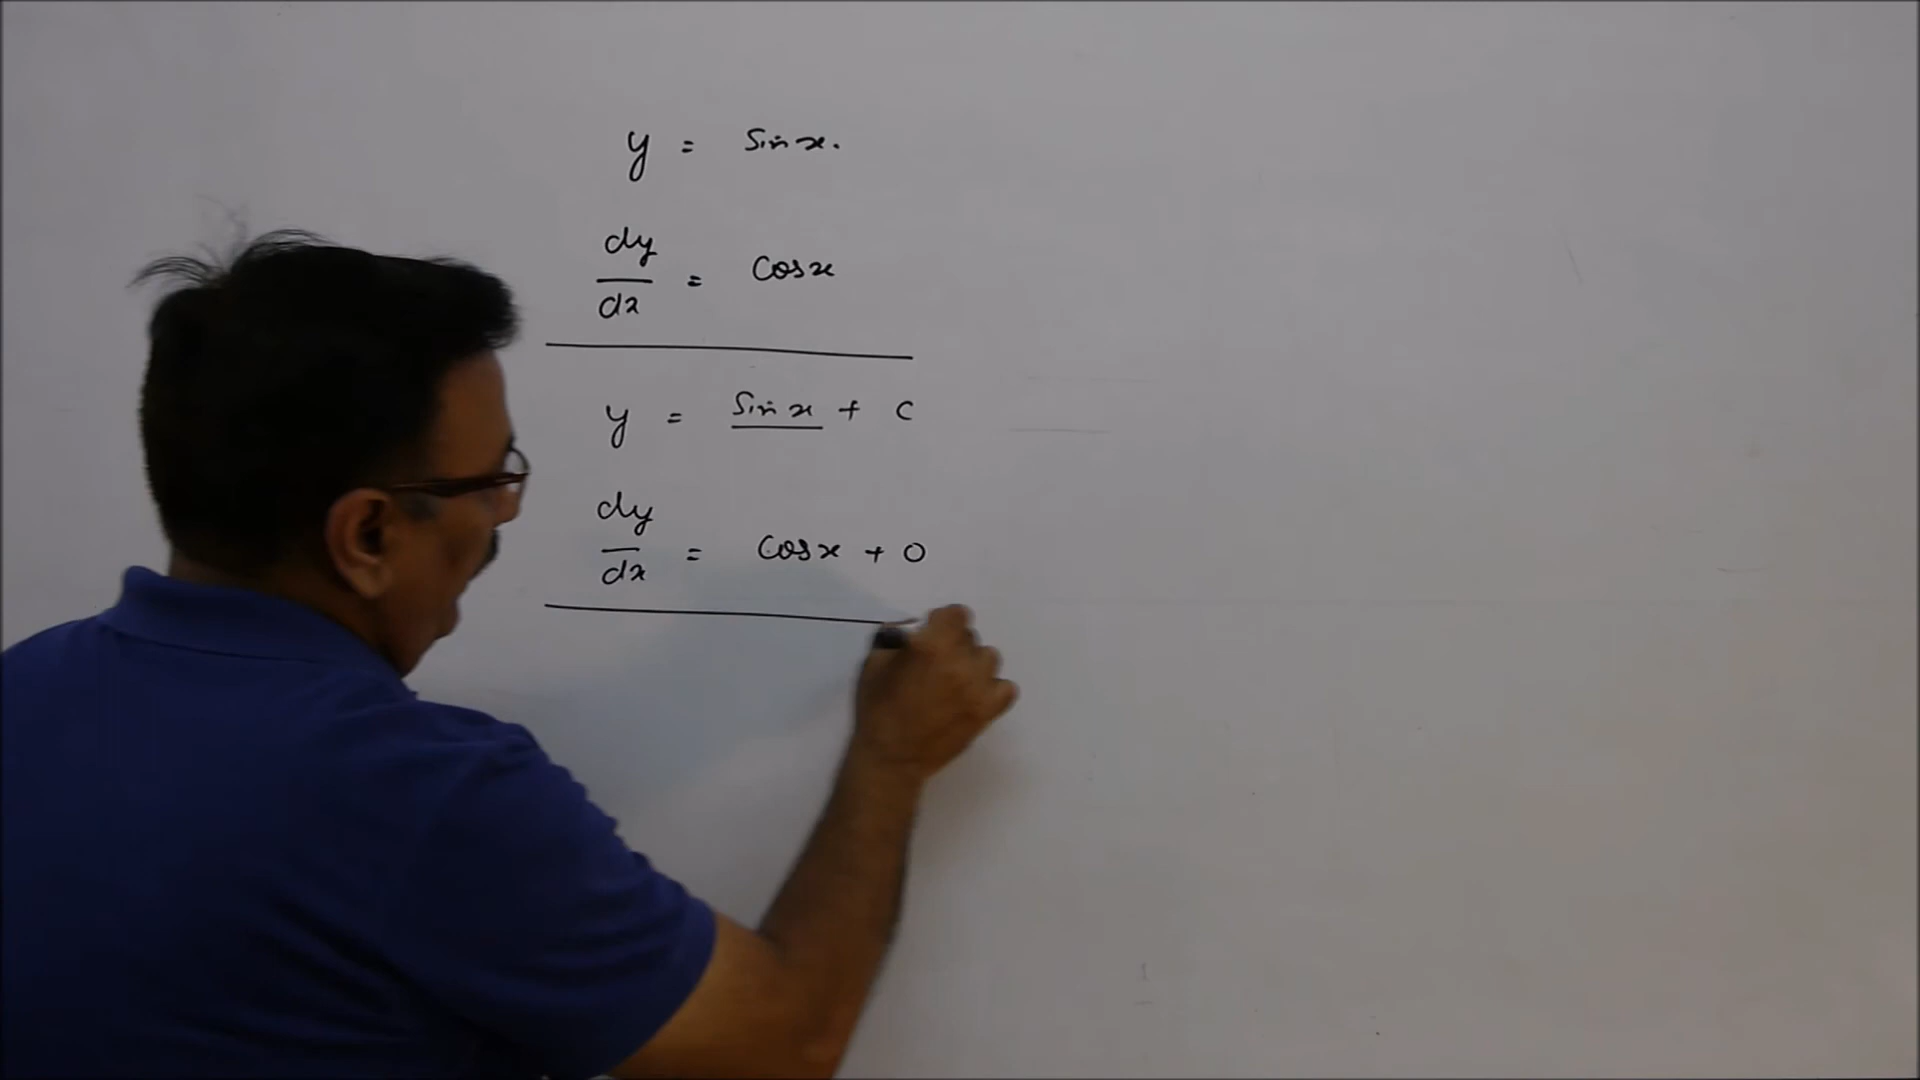 y = Sin x.
dy
dx = Cos x
y = Sin x + C
dy
dx = Cos x + 0